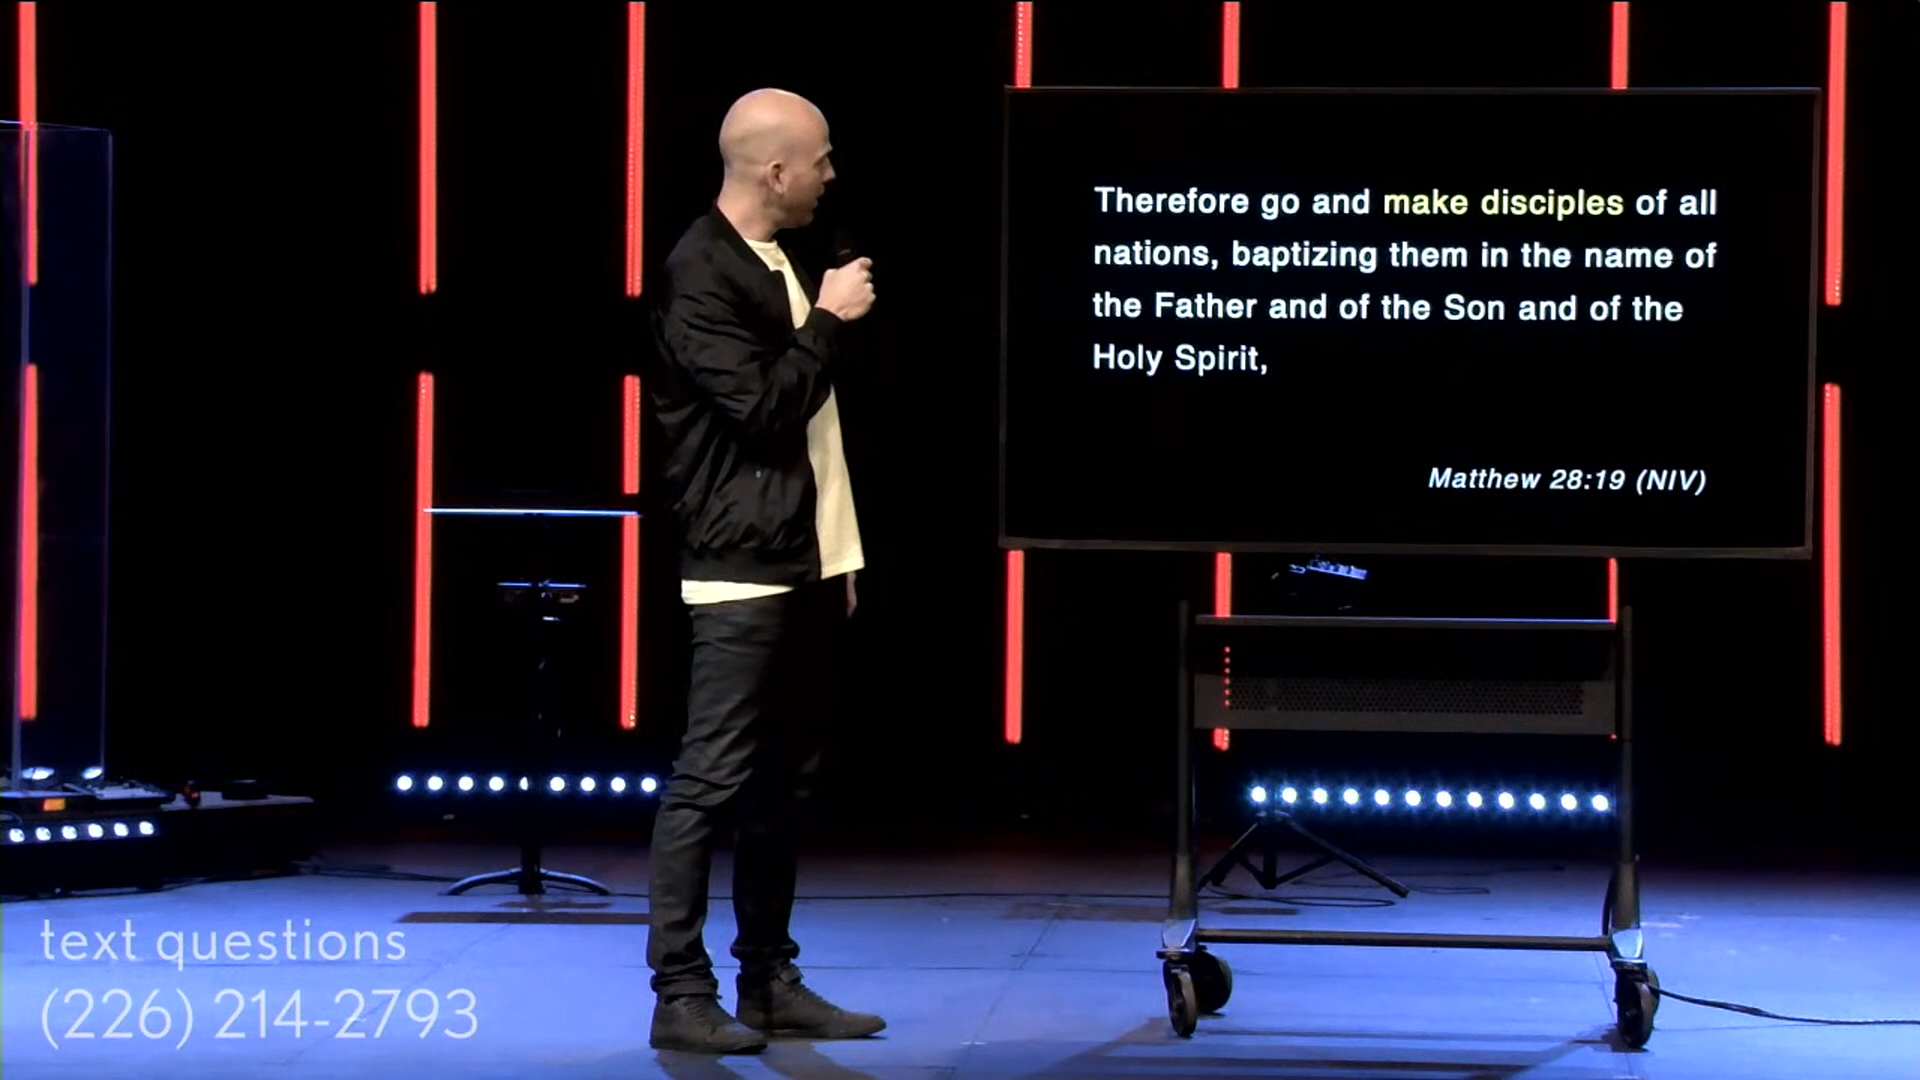 Therefore go and make disciples of all
nations, baptizing them in the name of
the Father and of the Son and of the
Holy Spirit,
Matthew 28:19 (NIV)
text questions
(226) 214-2793